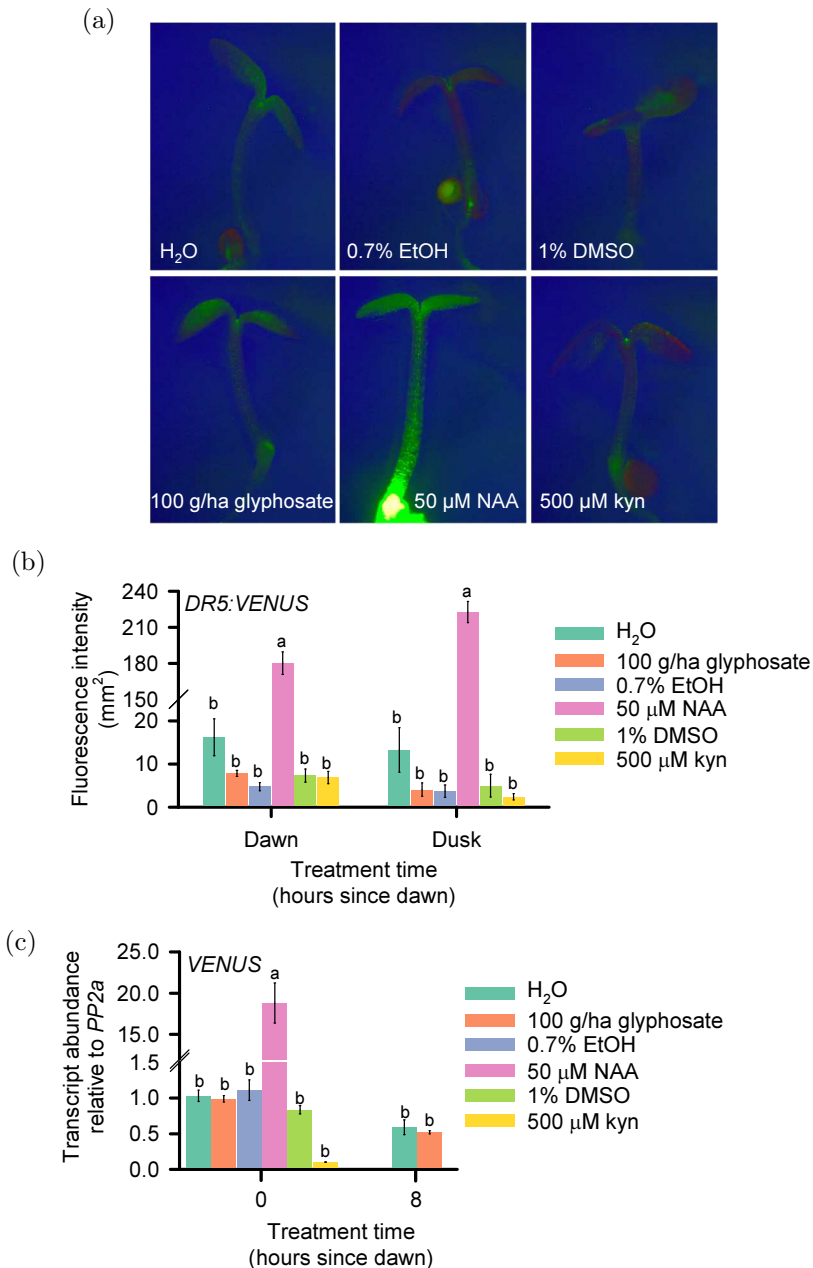 (a)
H₂O
0.7% EtOH
1% DMSO
100 g/ha glyphosate
50 µM NAA
500 µM kyn
(b)
Fluorescence intensity
(mm²)
240
210
180
150
20
10
0
DR5:VENUS
b
b
b
a
b
b
b
b
b
a
b
b
Dawn
Dusk
Treatment time
(hours since dawn)
H₂O
100 g/ha glyphosate
0.7% EtOH
50 µM NAA
1% DMSO
500 µM kyn
(c)
Transcript abundance
relative to PP2a
25.0
20.0
15.0
1.5
1.0
0.5
0.0
VENUS
b
b
b
a
b
b
b
b
0
8
Treatment time
(hours since dawn)
H₂O
100 g/ha glyphosate
0.7% EtOH
50 µM NAA
1% DMSO
500 µM kyn